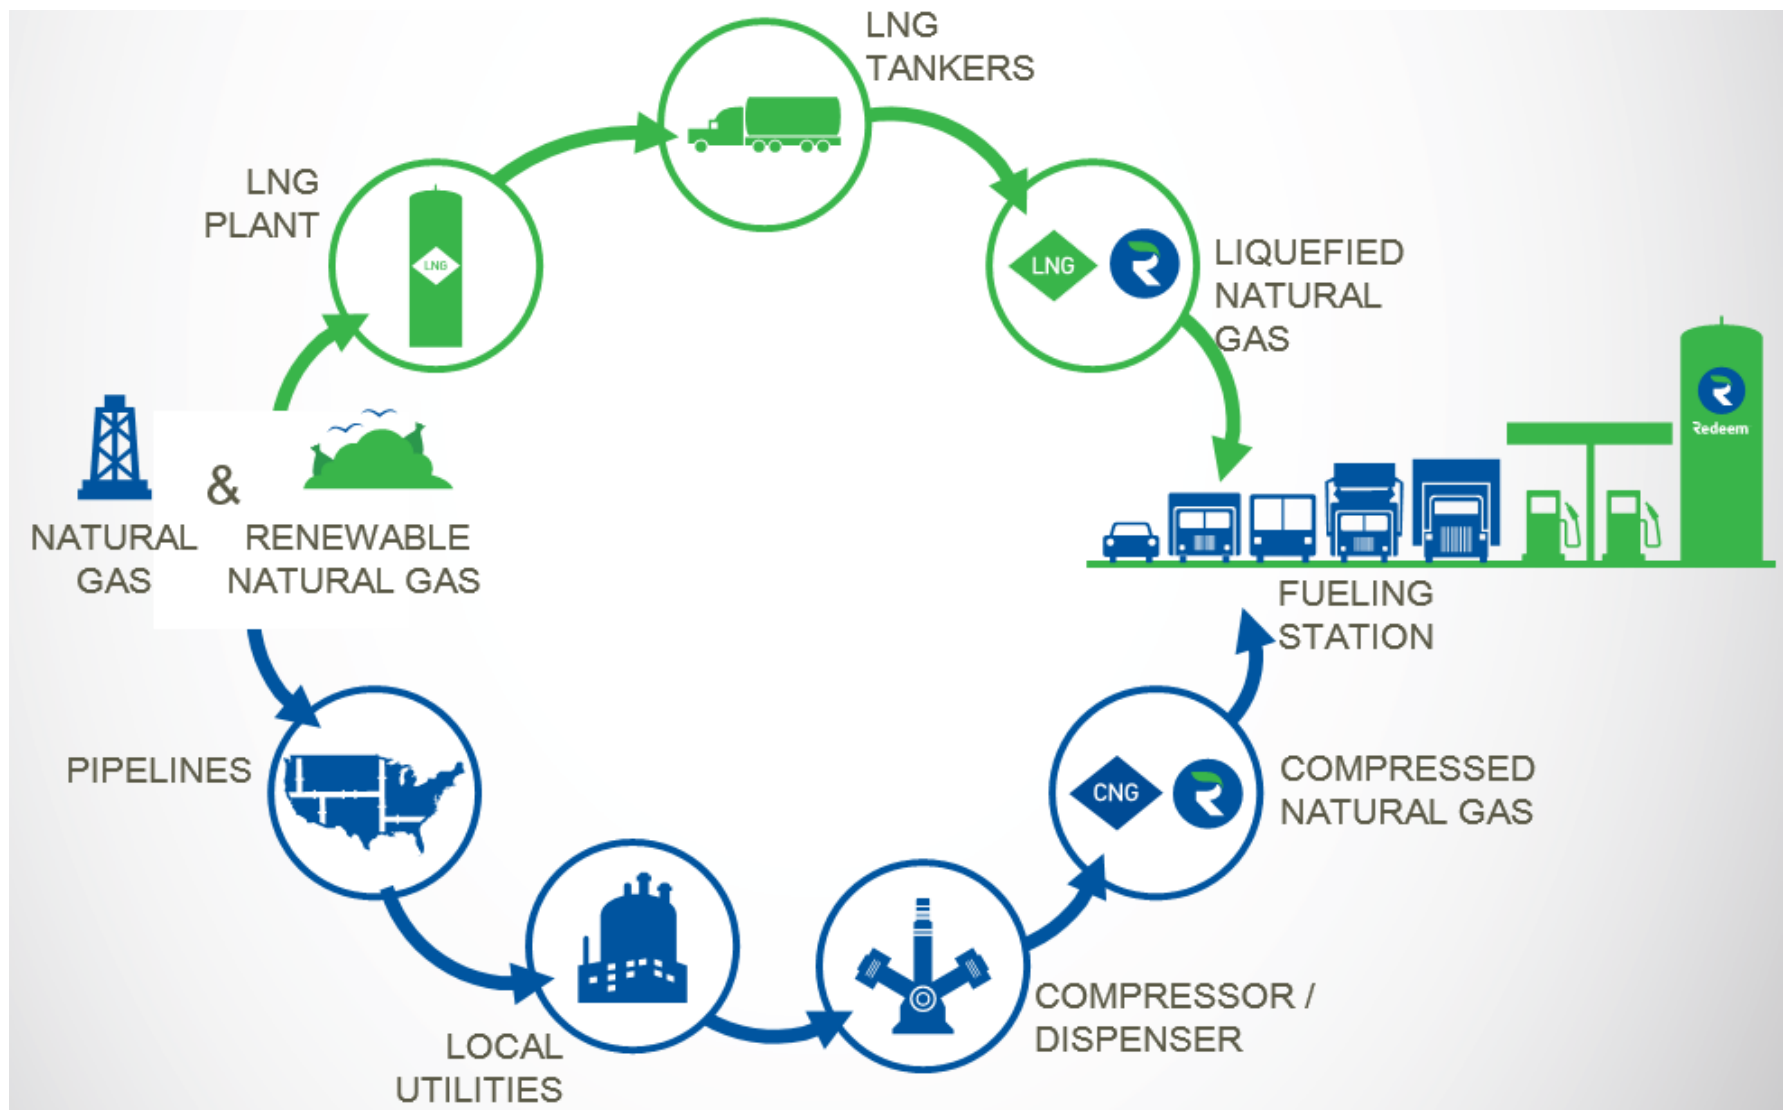 LNG
TANKERS
LNG
PLANT
LNG
LNG
LIQUEFIED
NATURAL
GAS
Redeem
&
NATURAL
GAS
RENEWABLE
NATURAL GAS
FUELING
STATION
PIPELINES
CNG
COMPRESSED
NATURAL GAS
LOCAL
UTILITIES
COMPRESSOR /
DISPENSER